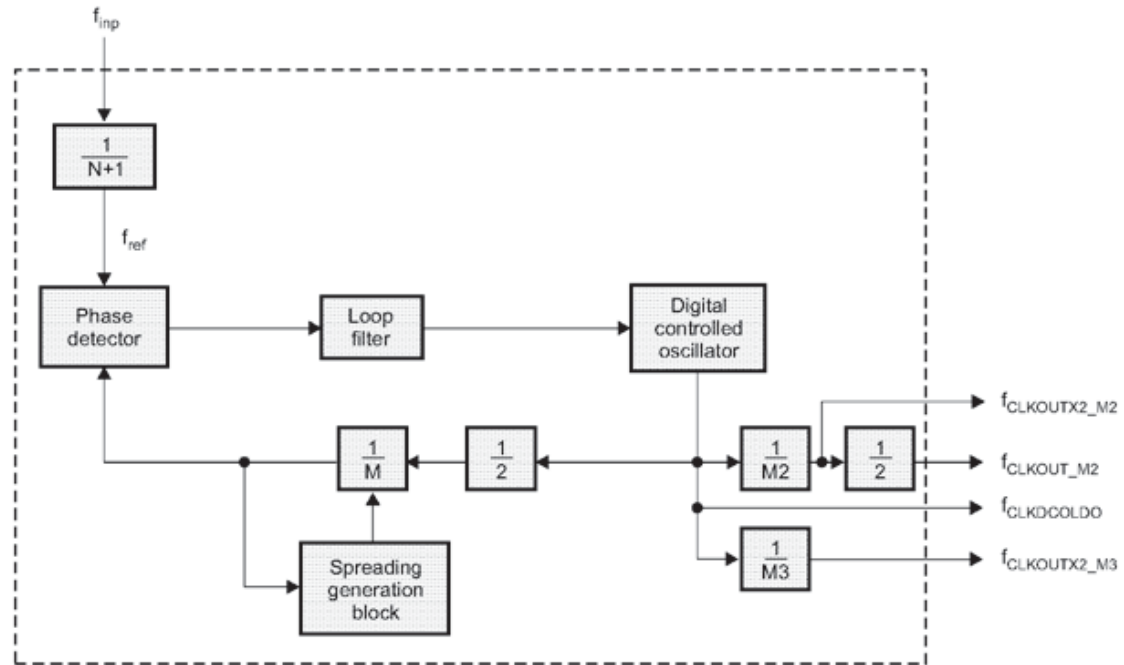 f_inp
1
N+1
f_ref
Phase
detector
Loop
filter
Digital
controlled
oscillator
f_CLKOUTX2_M2
1
M
1
2
1
M2
1
2
f_CLKOUT_M2
f_CLKDCOLDO
1
M3
f_CLKOUTX2_M3
Spreading
generation
block